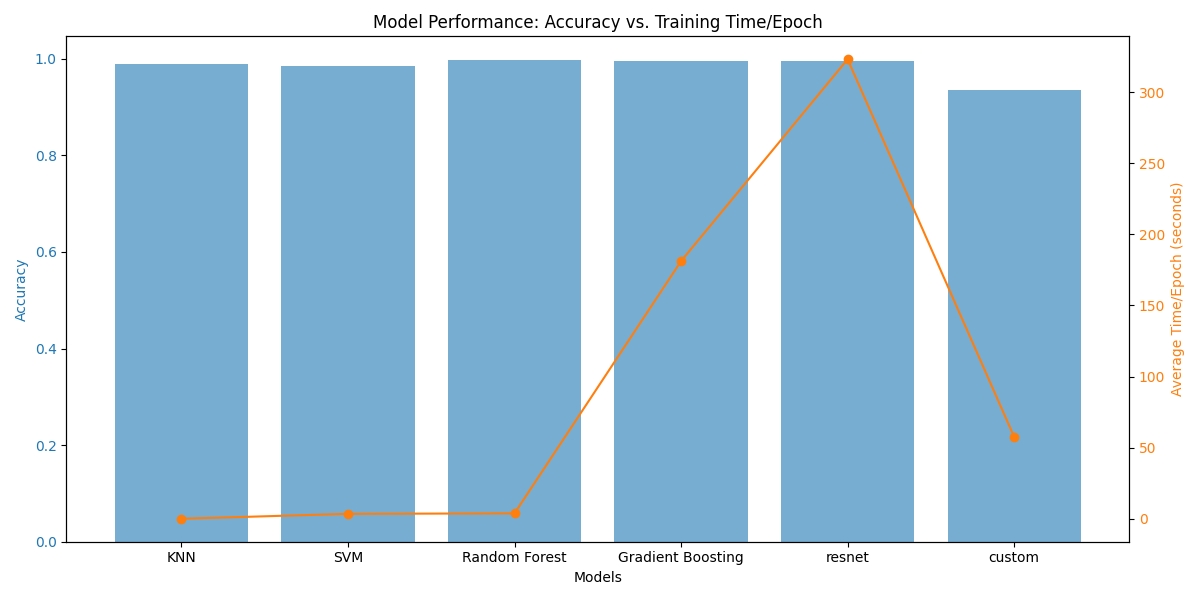 Model Performance: Accuracy vs. Training Time/Epoch
Accuracy
1.0
0.8
0.6
0.4
0.2
0.0
KNN SVM Random Forest Gradient Boosting resnet custom
Models
300
250
200
150
100
50
0
Average Time/Epoch (seconds)